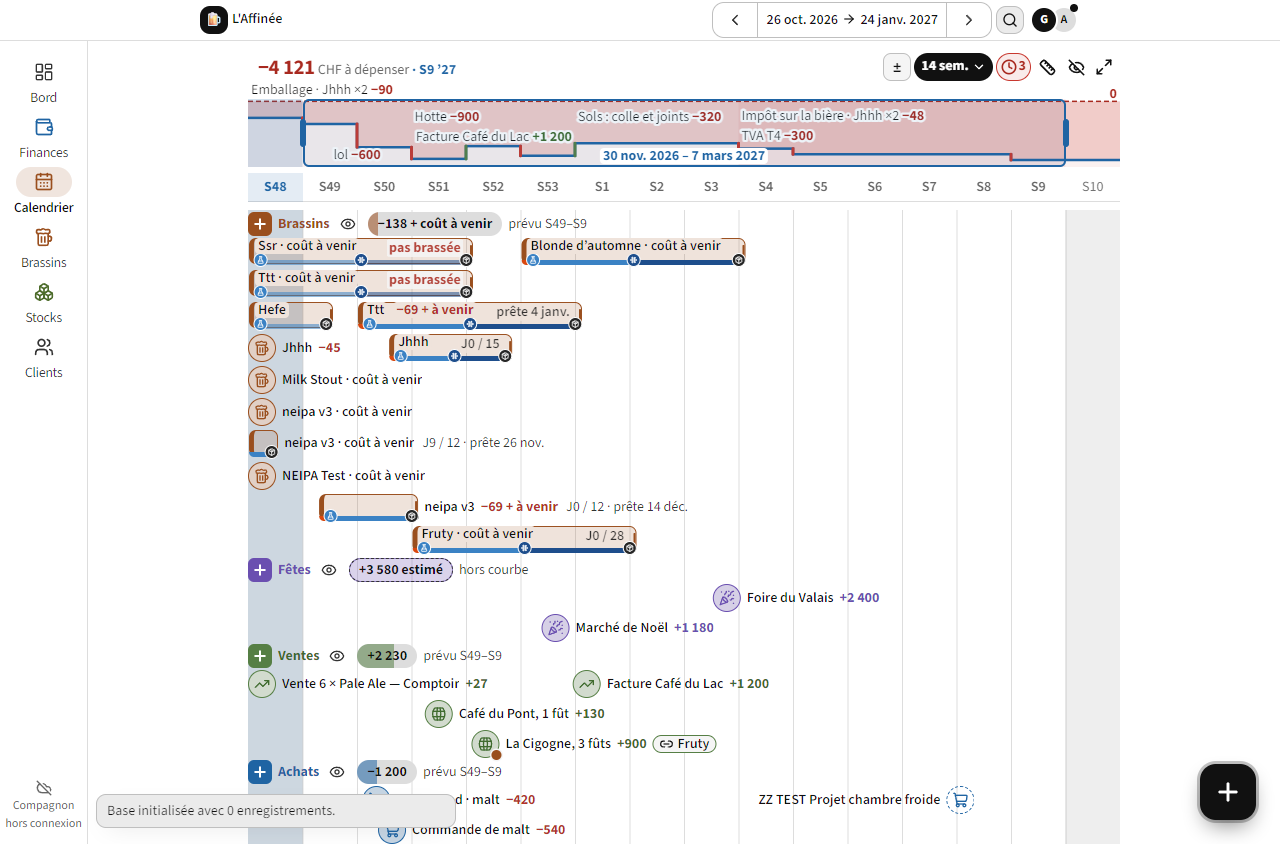 L'Affinée
26 oct. 2026 → 24 janv. 2027
G
A
−4 121 CHF à dépenser · S9 ’27
±
14 sem.
3
Emballage · Jhhh ×2 −90
0
Hotte −900
Sols : colle et joints −320
Impôt sur la bière · Jhhh ×2 −48
Facture Café du Lac +1 200
TVA T4 −300
lol −600
30 nov. 2026 – 7 mars 2027
S48 S49 S50 S51 S52 S53 S1 S2 S3 S4 S5 S6 S7 S8 S9 S10
Bord
Finances
Calendrier
Brassins
Stocks
Clients
Compagnon
hors connexion
Brassins −138 + coût à venir prévu S49–S9
Ssr · coût à venir pas brassée
Blonde d’automne · coût à venir
Ttt · coût à venir pas brassée
Hefe
Ttt −69 + à venir prête 4 janv.
Jhhh −45
Jhhh J0 / 15
Milk Stout · coût à venir
neipa v3 · coût à venir
neipa v3 · coût à venir J9 / 12 · prête 26 nov.
NEIPA Test · coût à venir
neipa v3 −69 + à venir J0 / 12 · prête 14 déc.
Fruty · coût à venir J0 / 28
Fêtes +3 580 estimé hors courbe
Foire du Valais +2 400
Marché de Noël +1 180
Ventes +2 230 prévu S49–S9
Vente 6 × Pale Ale — Comptoir +27
Facture Café du Lac +1 200
Café du Pont, 1 fût +130
La Cigogne, 3 fûts +900 Fruty
Achats −1 200 prévu S49–S9
d · malt −420
ZZ TEST Projet chambre froide
Commande de malt −540
Base initialisée avec 0 enregistrements.